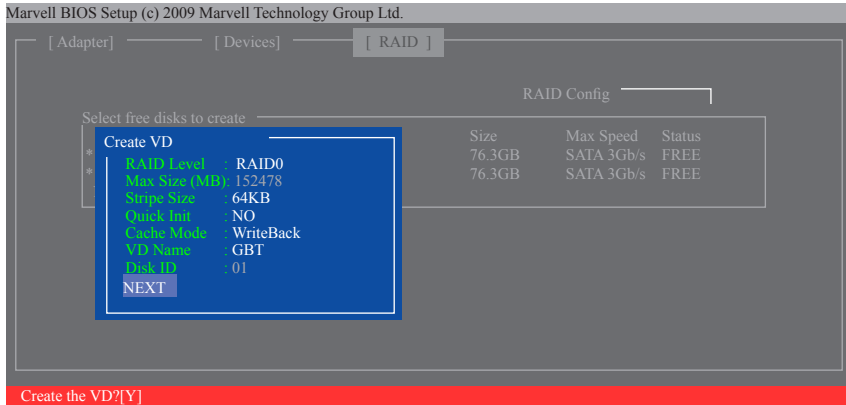 Marvell BIOS Setup (c) 2009 Marvell Technology Group Ltd.
[ Adapter] [ Devices] [ RAID ]
RAID Config
Select free disks to create
Size Max Speed Status
* 76.3GB SATA 3Gb/s FREE
* 76.3GB SATA 3Gb/s FREE
Create VD
RAID Level : RAID0
Max Size (MB): 152478
Stripe Size : 64KB
Quick Init : NO
Cache Mode : WriteBack
VD Name : GBT
Disk ID : 01
NEXT
Create the VD?[Y]